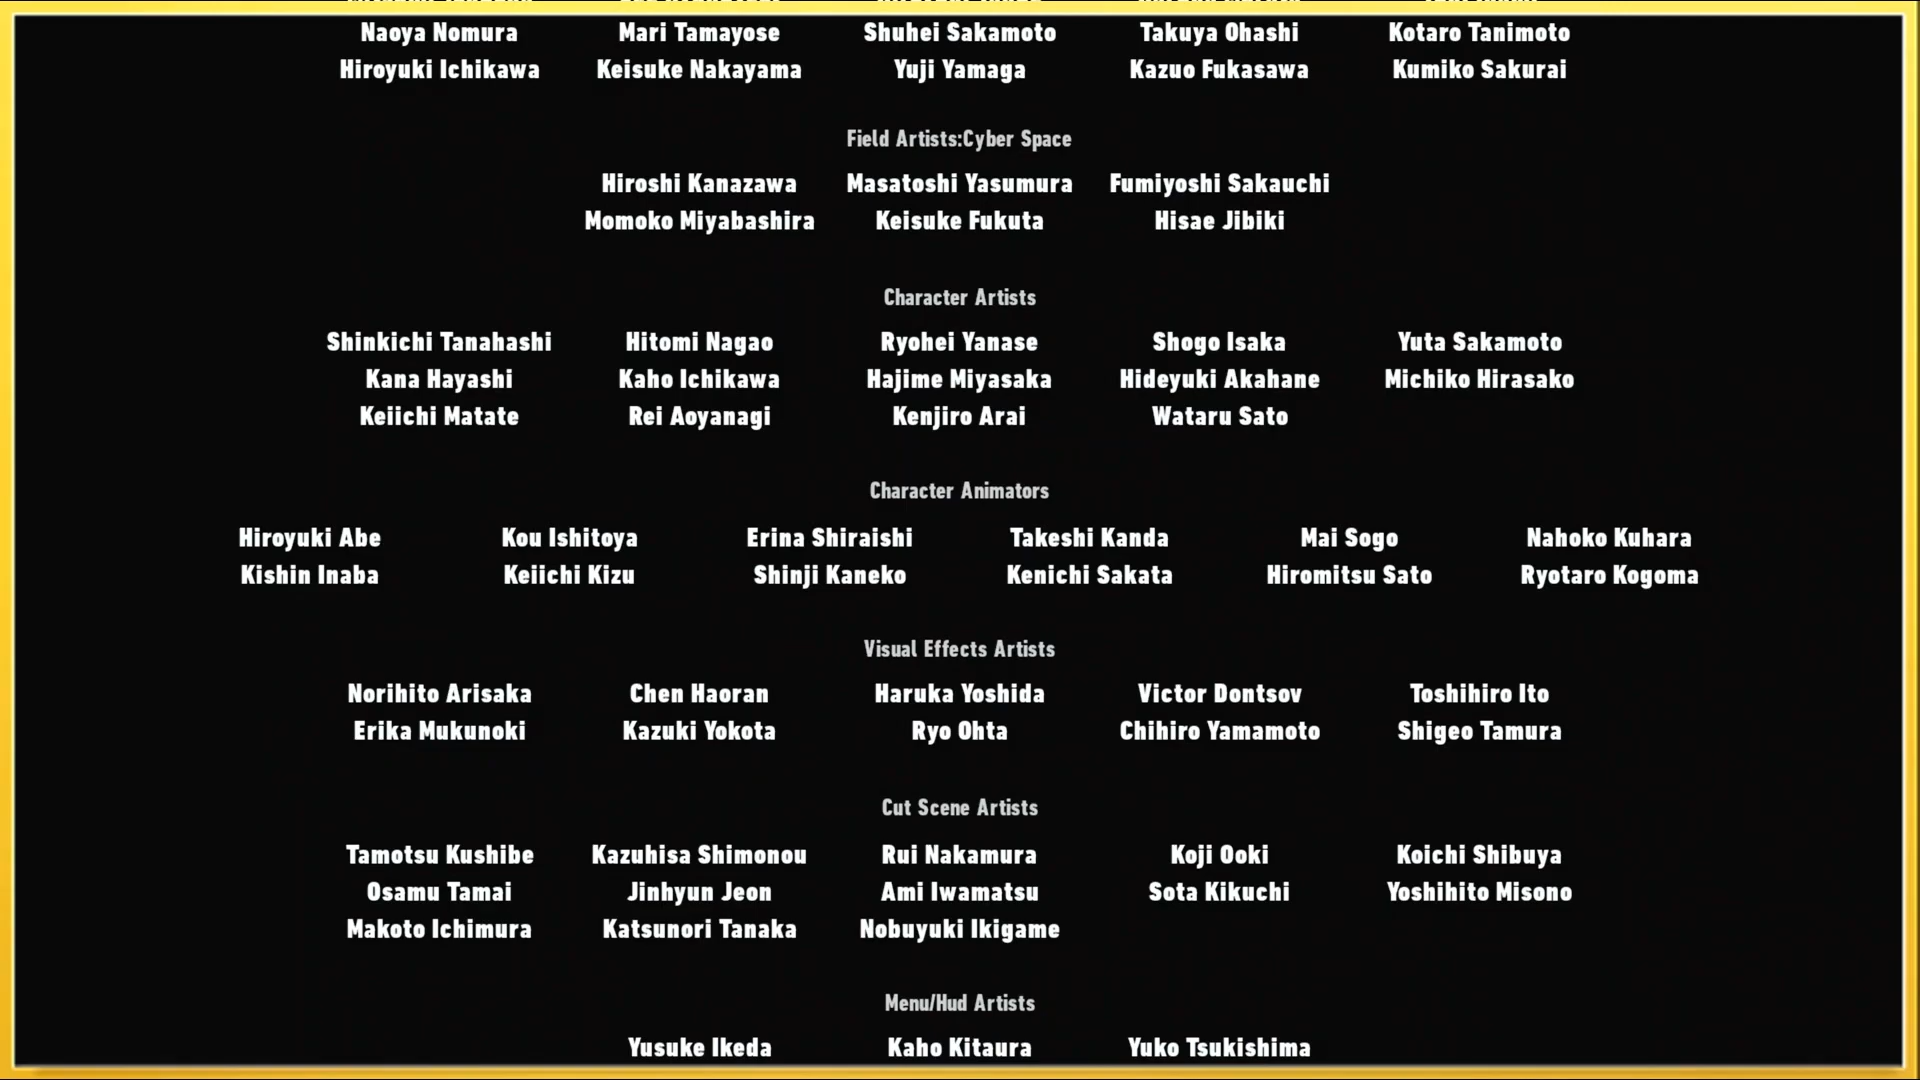 Naoya Nomura Mari Tamayose Shuhei Sakamoto Takuya Ohashi Kotaro Tanimoto
Hiroyuki Ichikawa Keisuke Nakayama Yuji Yamaga Kazuo Fukasawa Kumiko Sakurai
Field Artists:Cyber Space
Hiroshi Kanazawa Masatoshi Yasumura Fumiyoshi Sakauchi
Momoko Miyabashira Keisuke Fukuta Hisae Jibiki
Character Artists
Shinkichi Tanahashi Hitomi Nagao Ryohei Yanase Shogo Isaka Yuta Sakamoto
Kana Hayashi Kaho Ichikawa Hajime Miyasaka Hideyuki Akahane Michiko Hirasako
Keiichi Matate Rei Aoyanagi Kenjiro Arai Wataru Sato
Character Animators
Hiroyuki Abe Kou Ishitoya Erina Shiraishi Takeshi Kanda Mai Sogo Nahoko Kuhara
Kishin Inaba Keiichi Kizu Shinji Kaneko Kenichi Sakata Hiromitsu Sato Ryotaro Kogoma
Visual Effects Artists
Norihito Arisaka Chen Haoran Haruka Yoshida Victor Dontsov Toshihiro Ito
Erika Mukunoki Kazuki Yokota Ryo Ohta Chihiro Yamamoto Shigeo Tamura
Cut Scene Artists
Tamotsu Kushibe Kazuhisa Shimonou Rui Nakamura Koji Ooki Koichi Shibuya
Osamu Tamai Jinhyun Jeon Ami Iwamatsu Sota Kikuchi Yoshihito Misono
Makoto Ichimura Katsunori Tanaka Nobuyuki Ikigame
Menu/Hud Artists
Yusuke Ikeda Kaho Kitaura Yuko Tsukishima